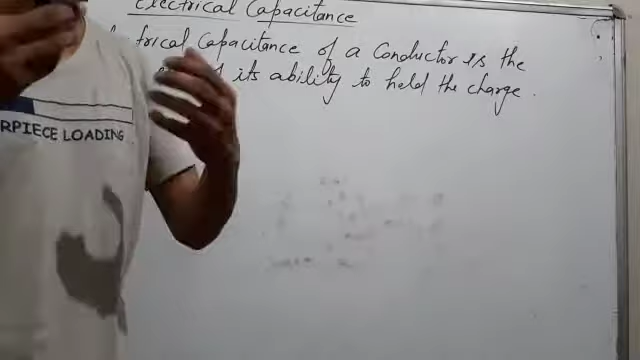 Electrical Capacitance
trical Capacitance of a Conductor is the
its ability to hold the charge.
RPIECE LOADING